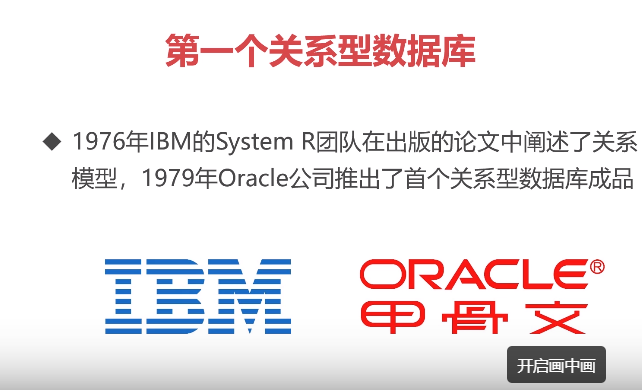 第一个关系型数据库
◆ 1976年IBM的System R团队在出版的论文中阐述了关系
模型，1979年Oracle公司推出了首个关系型数据库成品
IBM
ORACLE®
甲骨文
开启画中画